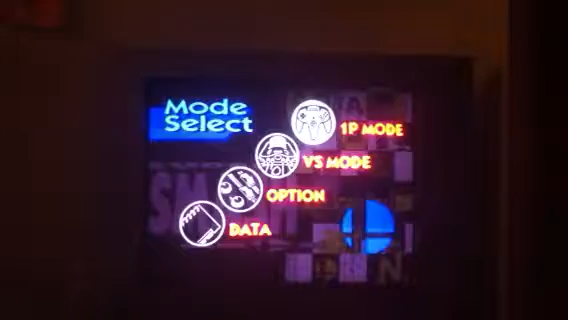 Mode
Select
1P MODE
VS MODE
OPTION
DATA